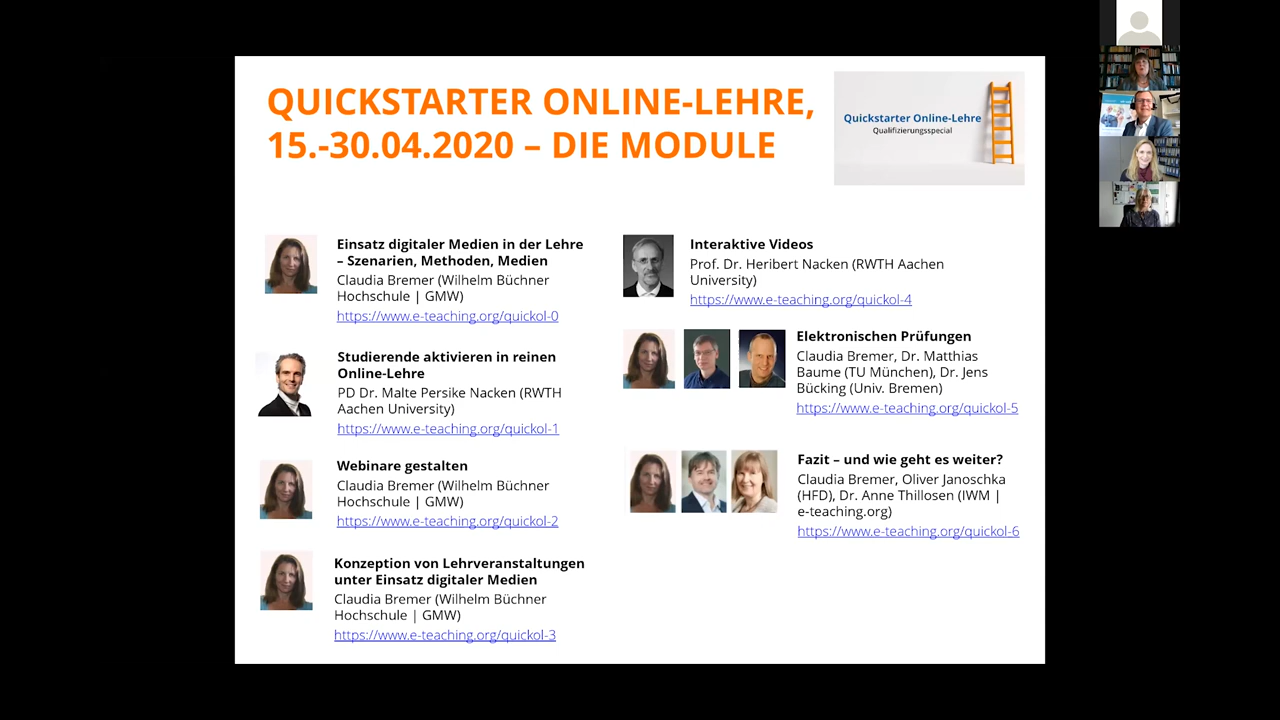 QUICKSTARTER ONLINE-LEHRE,
15.-30.04.2020 – DIE MODULE
Quickstarter Online-Lehre
Qualifizierungsspecial
Einsatz digitaler Medien in der Lehre
– Szenarien, Methoden, Medien
Claudia Bremer (Wilhelm Büchner
Hochschule | GMW)
https://www.e-teaching.org/quickol-0
Studierende aktivieren in reinen
Online-Lehre
PD Dr. Malte Persike Nacken (RWTH
Aachen University)
https://www.e-teaching.org/quickol-1
Webinare gestalten
Claudia Bremer (Wilhelm Büchner
Hochschule | GMW)
https://www.e-teaching.org/quickol-2
Konzeption von Lehrveranstaltungen
unter Einsatz digitaler Medien
Claudia Bremer (Wilhelm Büchner
Hochschule | GMW)
https://www.e-teaching.org/quickol-3
Interaktive Videos
Prof. Dr. Heribert Nacken (RWTH Aachen
University)
https://www.e-teaching.org/quickol-4
Elektronischen Prüfungen
Claudia Bremer, Dr. Matthias
Baume (TU München), Dr. Jens
Bücking (Univ. Bremen)
https://www.e-teaching.org/quickol-5
Fazit – und wie geht es weiter?
Claudia Bremer, Oliver Janoschka
(HFD), Dr. Anne Thillosen (IWM |
e-teaching.org)
https://www.e-teaching.org/quickol-6